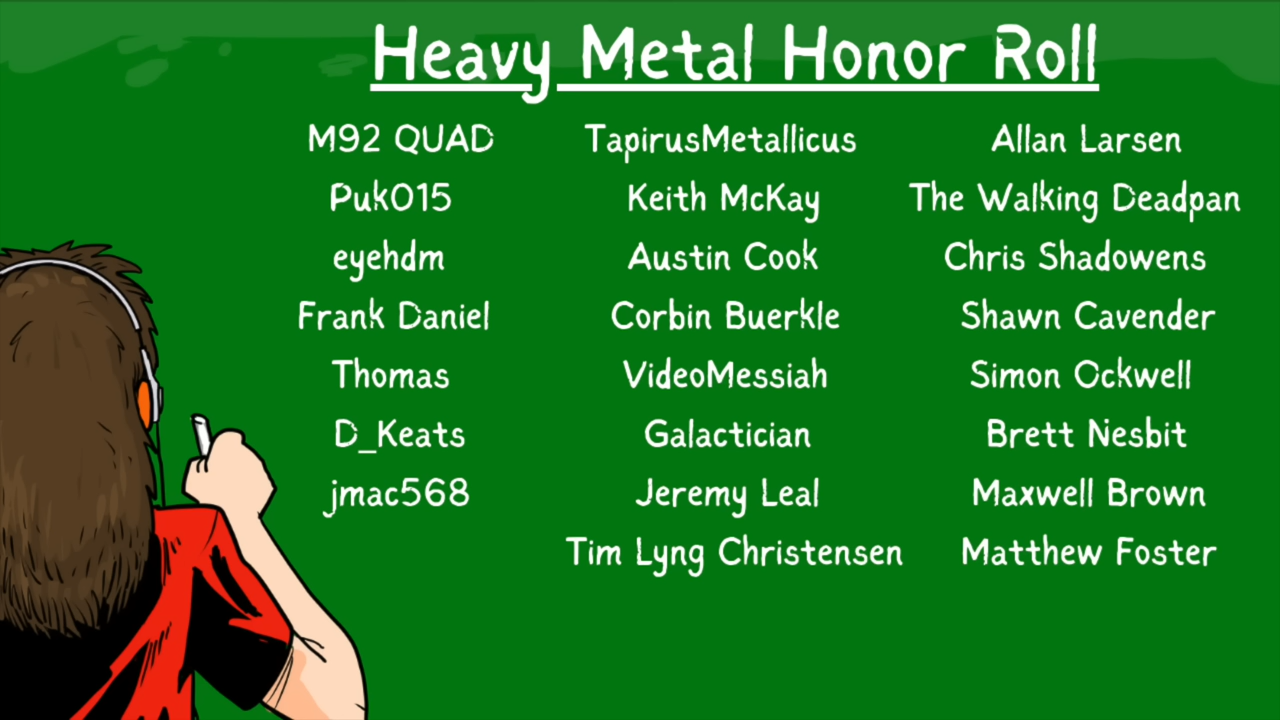 Heavy Metal Honor Roll
M92 QUAD
Puk015
eyehdm
Frank Daniel
Thomas
D_Keats
jmac568
TapirusMetallicus
Keith McKay
Austin Cook
Corbin Buerkle
VideoMessiah
Galactician
Jeremy Leal
Tim Lyng Christensen
Allan Larsen
The Walking Deadpan
Chris Shadowens
Shawn Cavender
Simon Ockwell
Brett Nesbit
Maxwell Brown
Matthew Foster